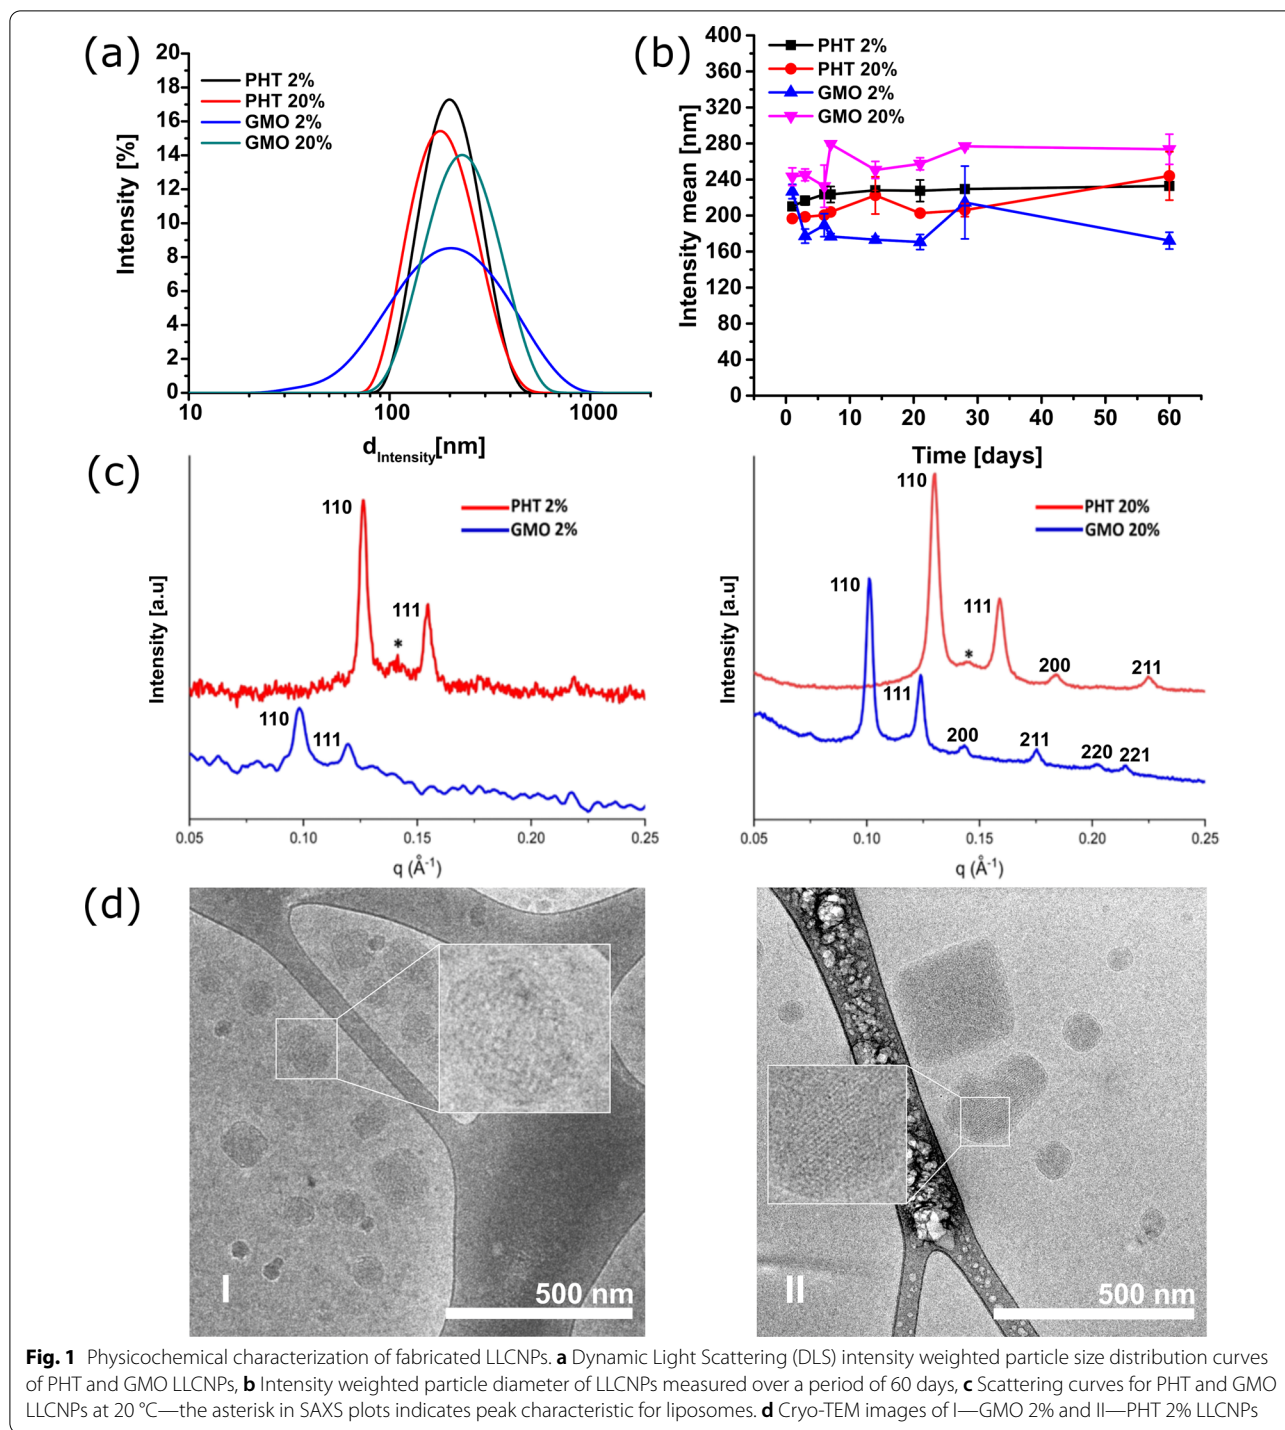 (a)
20
18
16
14
12
10
8
6
4
2
0
Intensity [%]
PHT 2%
PHT 20%
GMO 2%
GMO 20%
10 100 1000
dIntensity[nm]
(b)
400
360
320
280
240
200
160
120
80
40
0
Intensity mean [nm]
PHT 2%
PHT 20%
GMO 2%
GMO 20%
0 10 20 30 40 50 60
Time [days]
(c)
Intensity [a.u]
110
111
*
PHT 2%
GMO 2%
110
111
0.05 0.10 0.15 0.20 0.25
q (Å-1)
Intensity [a.u]
110
PHT 20%
GMO 20%
110
111
*
200
211
111
200
211
220
221
0.05 0.10 0.15 0.20 0.25
q (Å-1)
(d)
I
500 nm
II
500 nm
Fig. 1 Physicochemical characterization of fabricated LLCNPs. a Dynamic Light Scattering (DLS) intensity weighted particle size distribution curves
of PHT and GMO LLCNPs, b Intensity weighted particle diameter of LLCNPs measured over a period of 60 days, c Scattering curves for PHT and GMO
LLCNPs at 20 °C—the asterisk in SAXS plots indicates peak characteristic for liposomes. d Cryo-TEM images of I—GMO 2% and II—PHT 2% LLCNPs